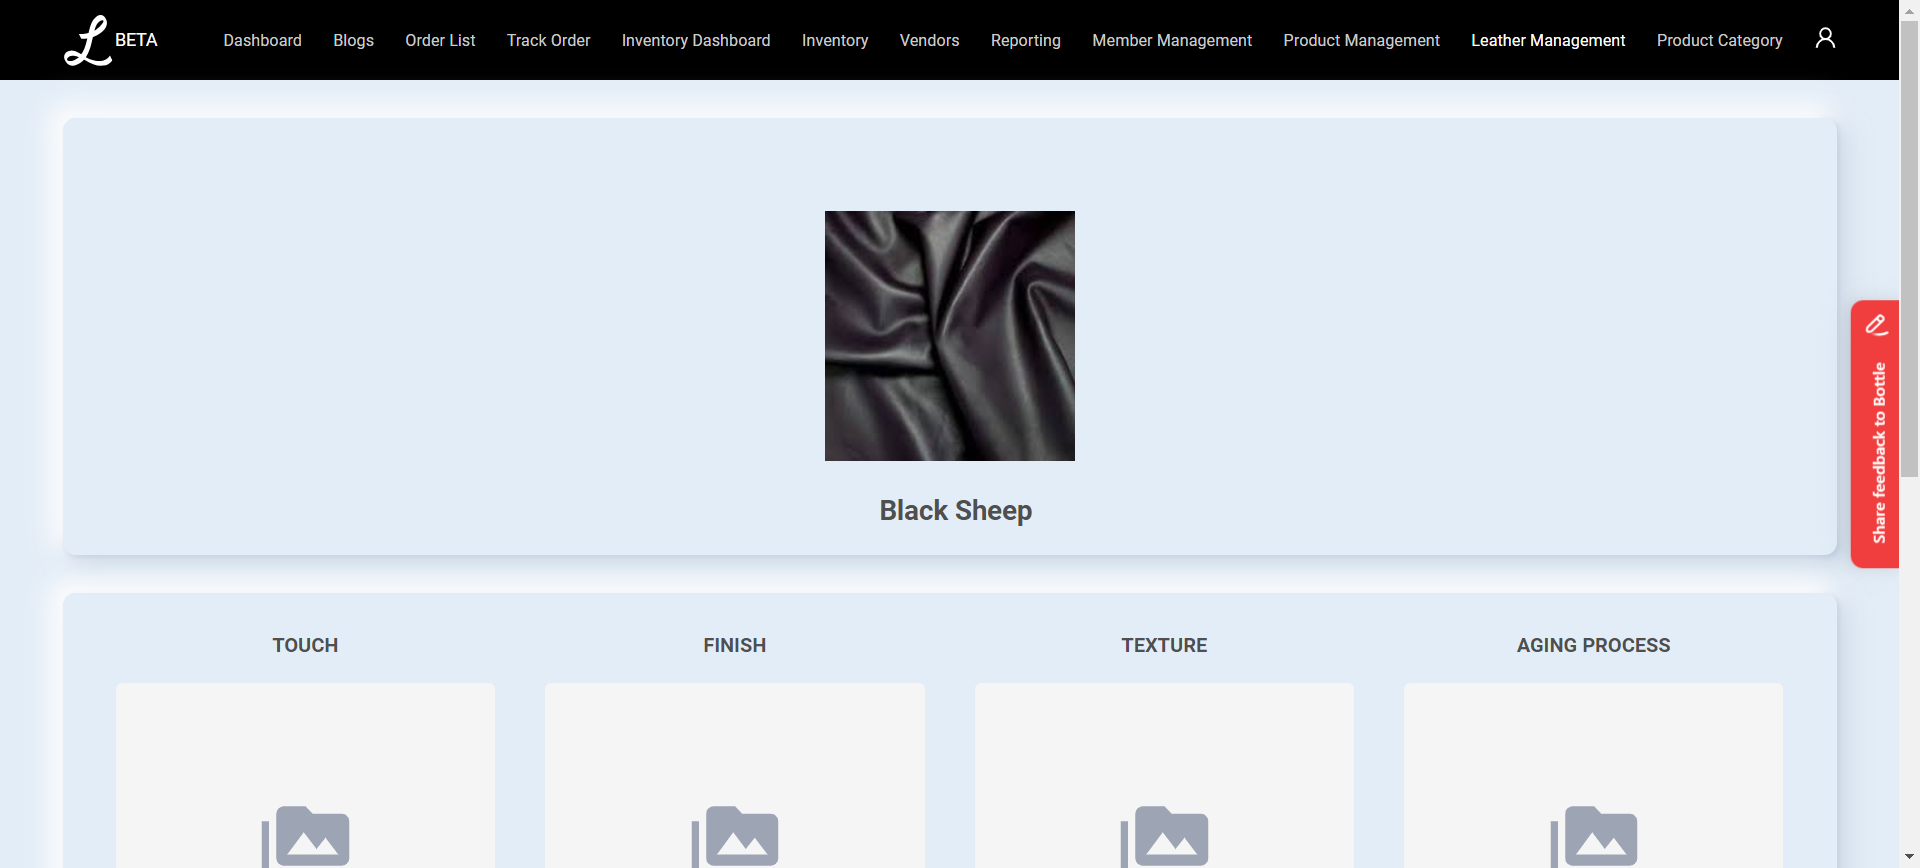 L BETA
Dashboard Blogs Order List Track Order Inventory Dashboard Inventory Vendors Reporting Member Management Product Management Leather Management Product Category
Share feedback to Bottle
Black Sheep
TOUCH FINISH TEXTURE AGING PROCESS